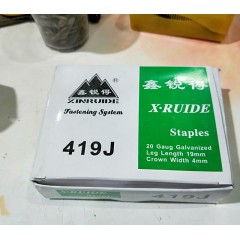 鑫锐得
XINRUIDE
Fastening System
419J
鑫锐得
X-RUIDE
Staples
20 Gaug Galvanized
Leg Length 19mm
Crown Width 4mm
419J